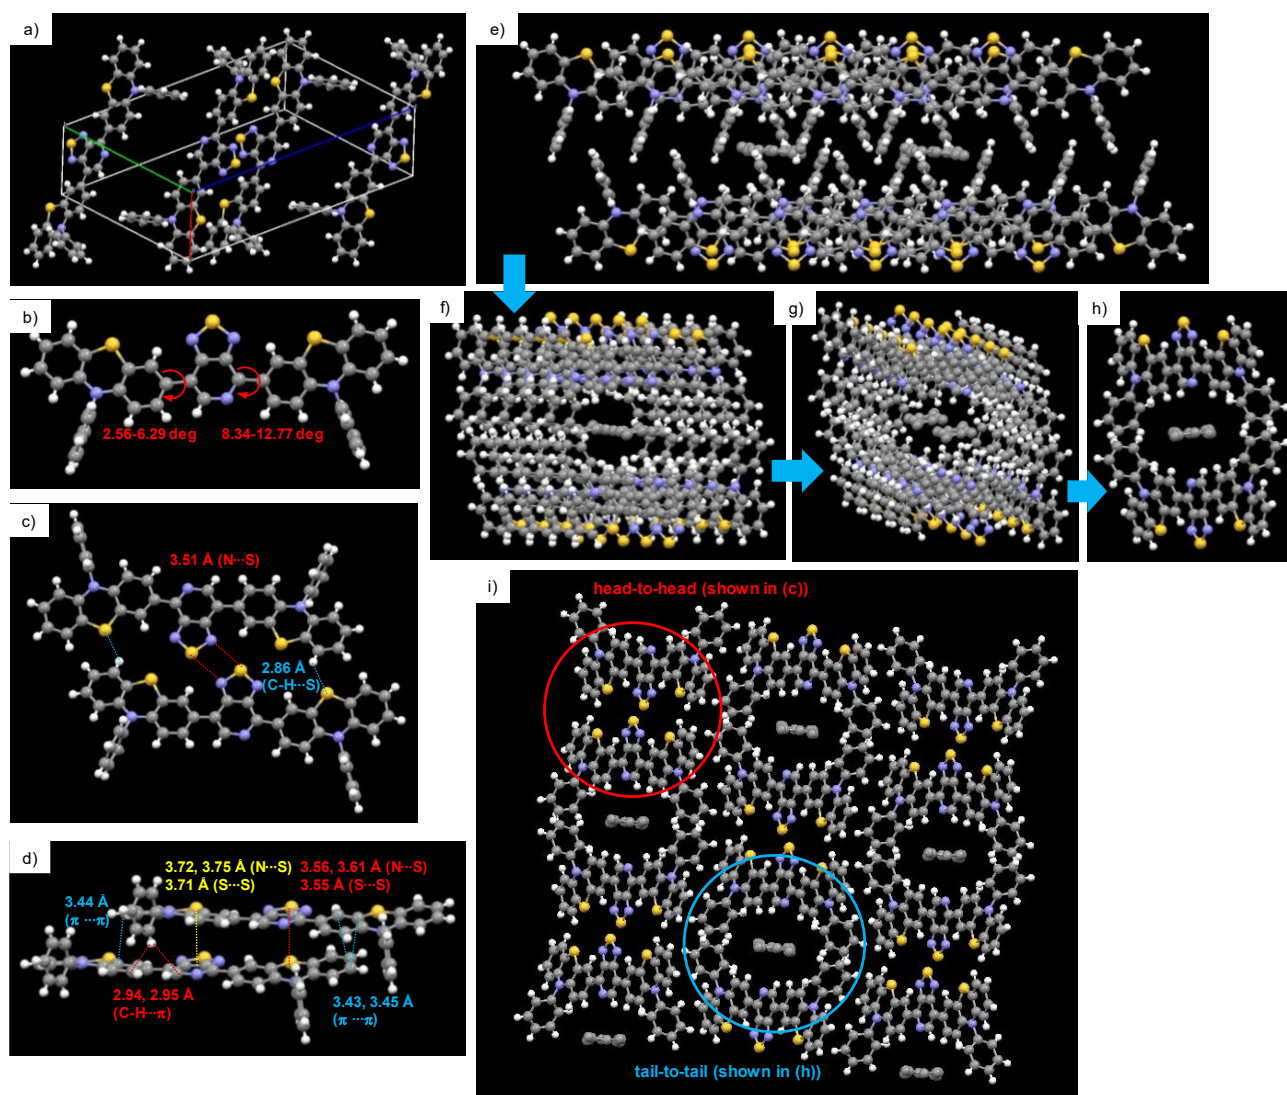 a)
b)
2.56-6.29 deg
8.34-12.77 deg
c)
3.51 Å (N···S)
2.86 Å
(C-H···S)
d)
3.72, 3.75 Å (N···S)
3.71 Å (S···S)
3.56, 3.61 Å (N···S)
3.55 Å (S···S)
3.44 Å
(π ···π)
2.94, 2.95 Å
(C-H···π)
3.43, 3.45 Å
(π ···π)
e)
f)
g)
h)
i)
head-to-head (shown in (c))
tail-to-tail (shown in (h))